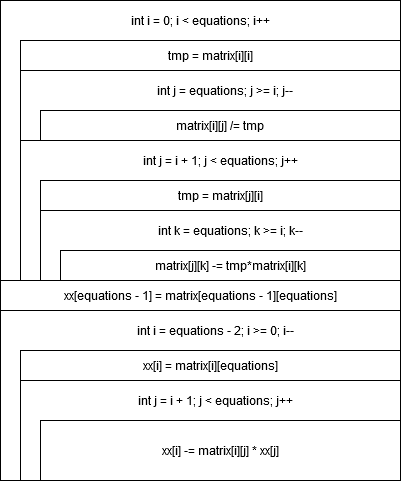 int i = 0; i < equations; i++
tmp = matrix[i][i]
int j = equations; j >= i; j--
matrix[i][j] /= tmp
int j = i + 1; j < equations; j++
tmp = matrix[j][i]
int k = equations; k >= i; k--
matrix[j][k] -= tmp*matrix[i][k]
xx[equations - 1] = matrix[equations - 1][equations]
int i = equations - 2; i >= 0; i--
xx[i] = matrix[i][equations]
int j = i + 1; j < equations; j++
xx[i] -= matrix[i][j] * xx[j]